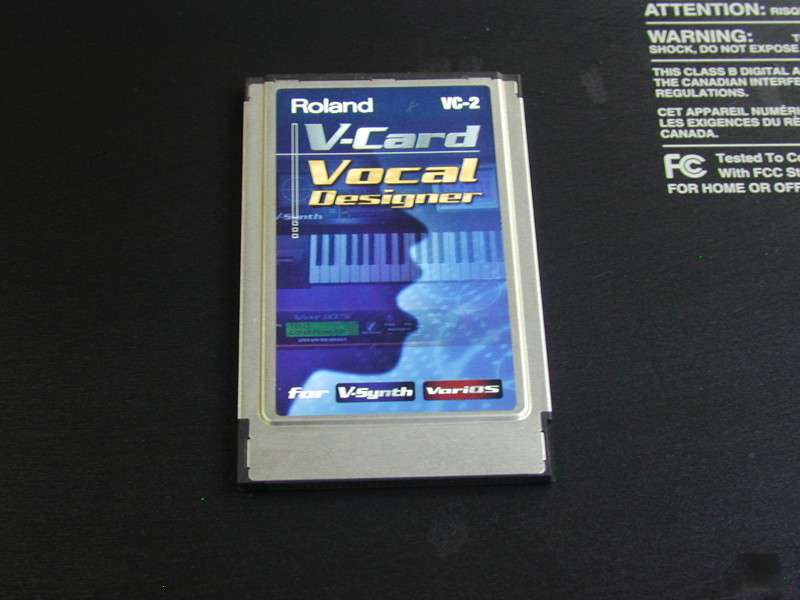 Roland VC-2
V-Card
Vocal
Designer
V-Synth
VariOS
for V-Synth VariOS
ATTENTION: RISQ
WARNING: T
SHOCK, DO NOT EXPOSE
THIS CLASS B DIGITAL A
THE CANADIAN INTERFE
REGULATIONS.
CET APPAREIL NUMÉRI
LES EXIGENCES DU RÈ
CANADA.
FC Tested To Co
With FCC St
FOR HOME OR OFF